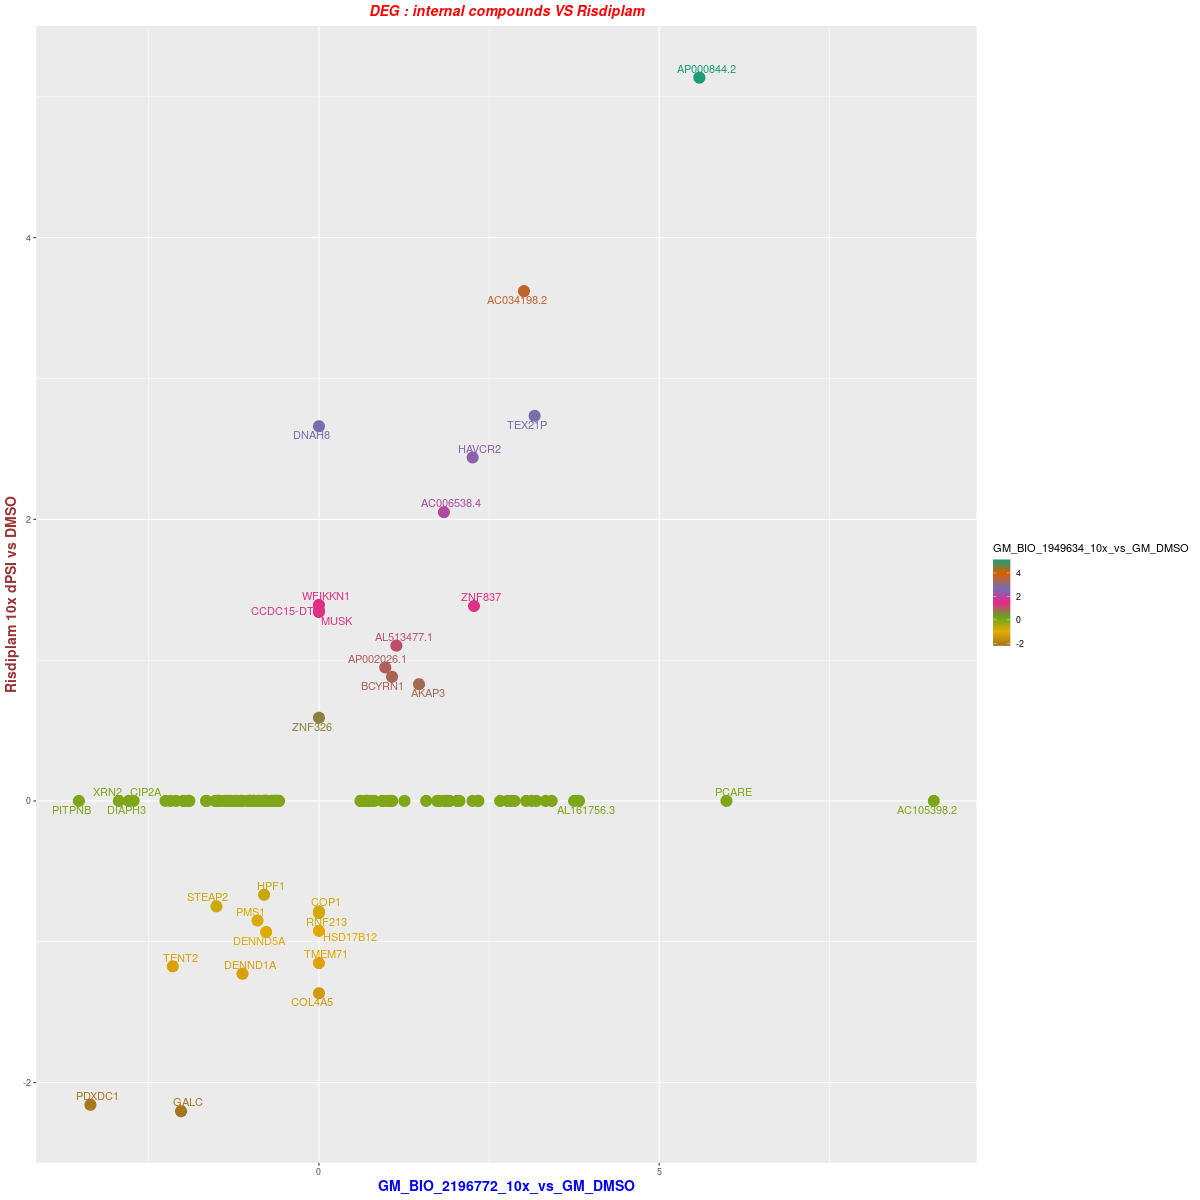 DEG : internal compounds VS Risdiplam
AP000844.2
4
AC034198.2
TEX21P
DNAH8
HAVCR2
AC006538.4
2
Risdiplam 10x dPSI vs DMSO
WFIKKN1
ZNF837
CCDC15-DT
MUSK
AL513477.1
AP002026.1
BCYRN1
AKAP3
ZNF326
XRN2
CIP2A
PCARE
0
PITPNB
DIAPH3
AL161756.3
AC105398.2
HPF1
STEAP2
COP1
PMS1
RNF213
HSD17B12
DENND5A
TMEM71
TENT2
DENND1A
COL4A5
-2
PDXDC1
GALC
0
5
GM_BIO_2196772_10x_vs_GM_DMSO
GM_BIO_1949634_10x_vs_GM_DMSO
4
2
0
-2